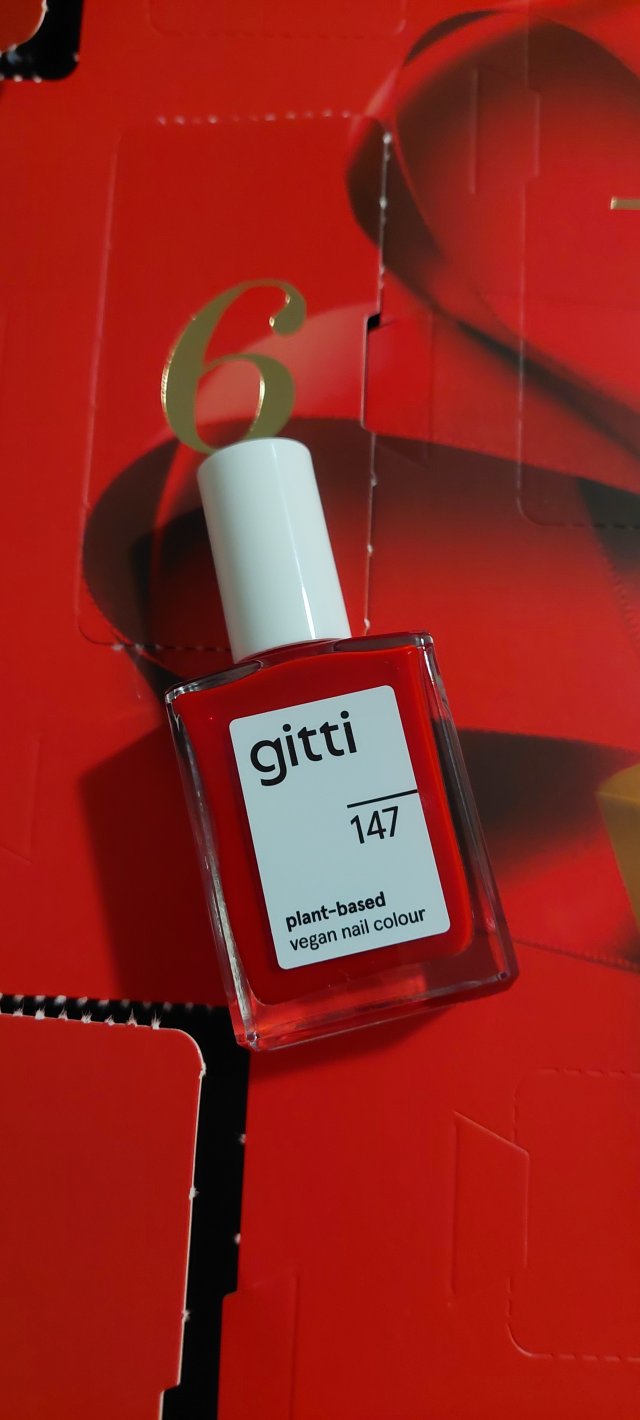 6
gitti
147
plant-based
vegan nail colour